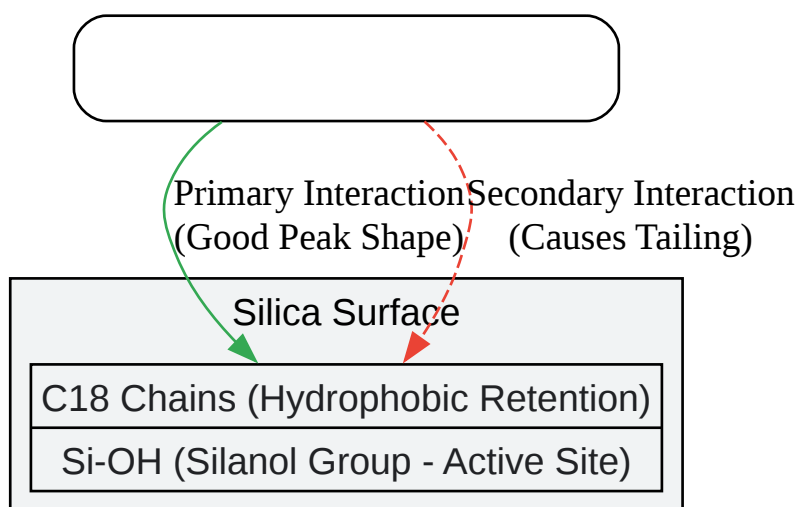 Primary Interaction
(Good Peak Shape)
Secondary Interaction
(Causes Tailing)
Silica Surface
C18 Chains (Hydrophobic Retention)
Si-OH (Silanol Group - Active Site)